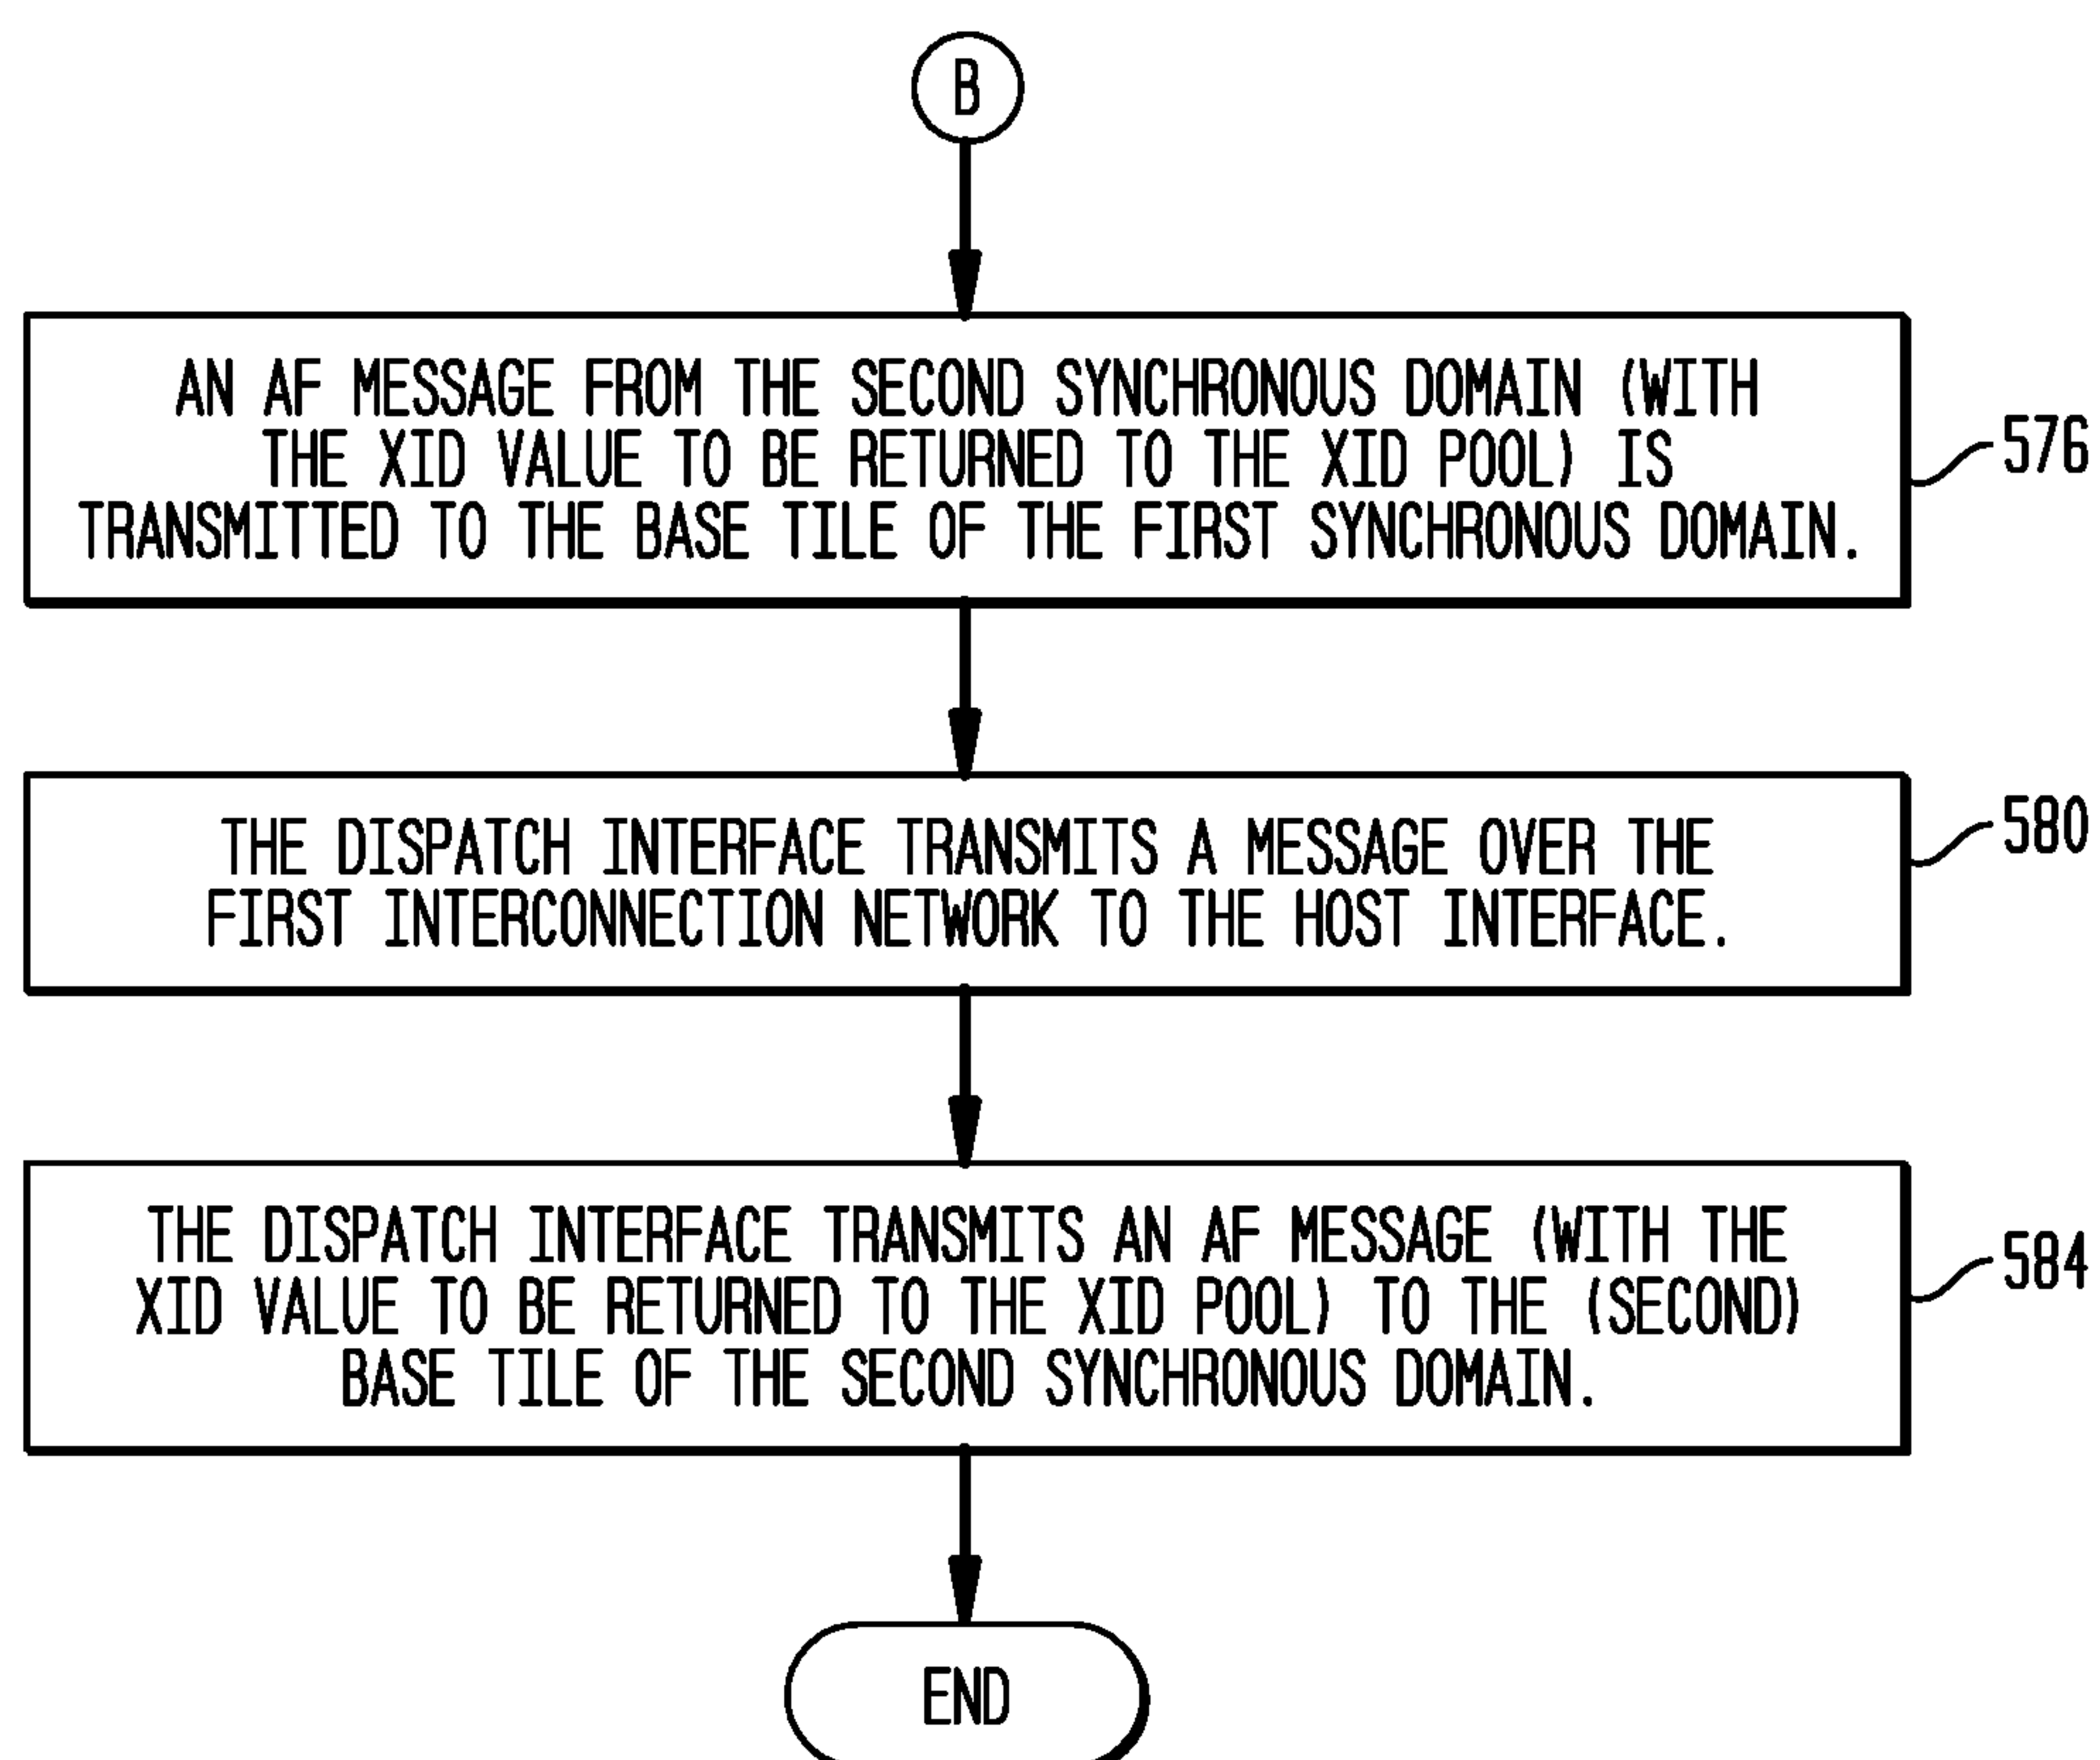 B
AN AF MESSAGE FROM THE SECOND SYNCHRONOUS DOMAIN (WITH
THE XID VALUE TO BE RETURNED TO THE XID POOL) IS
TRANSMITTED TO THE BASE TILE OF THE FIRST SYNCHRONOUS DOMAIN.
576
THE DISPATCH INTERFACE TRANSMITS A MESSAGE OVER THE
FIRST INTERCONNECTION NETWORK TO THE HOST INTERFACE.
580
THE DISPATCH INTERFACE TRANSMITS AN AF MESSAGE (WITH THE
XID VALUE TO BE RETURNED TO THE XID POOL) TO THE (SECOND)
BASE TILE OF THE SECOND SYNCHRONOUS DOMAIN.
584
END